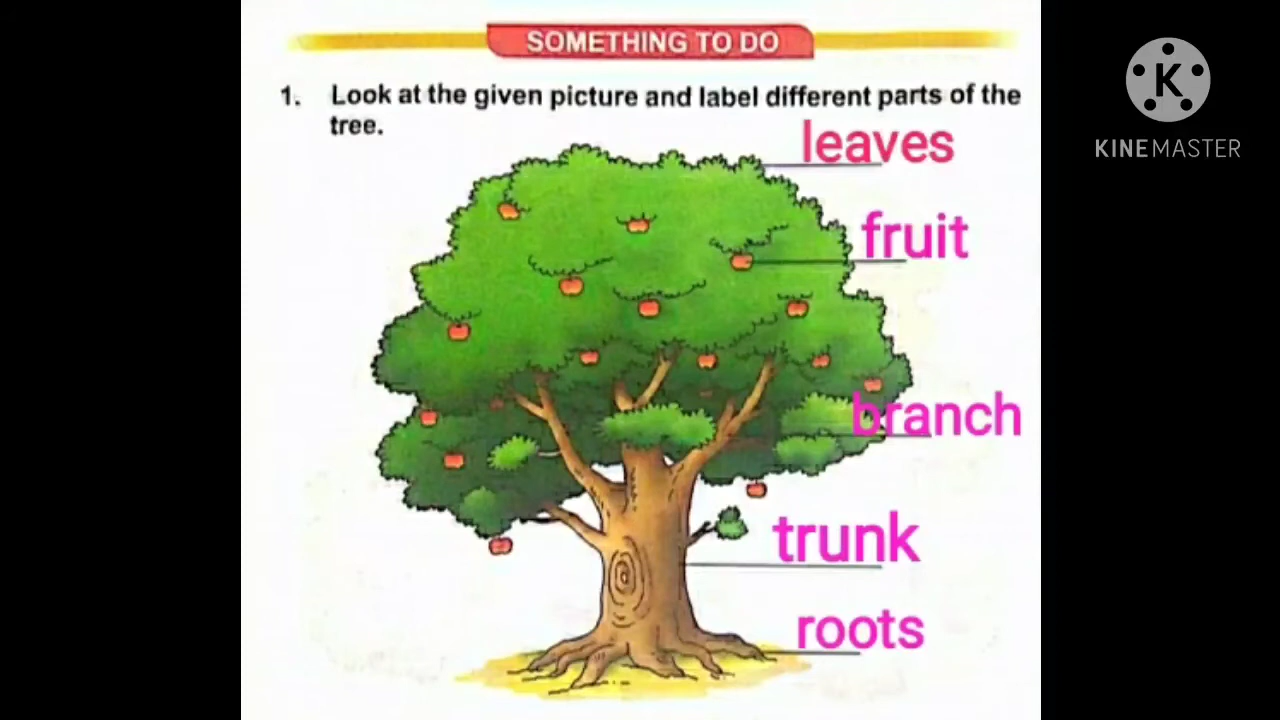 SOMETHING TO DO
1. Look at the given picture and label different parts of the
tree.
leaves
fruit
branch
trunk
roots
K
KINEMASTER